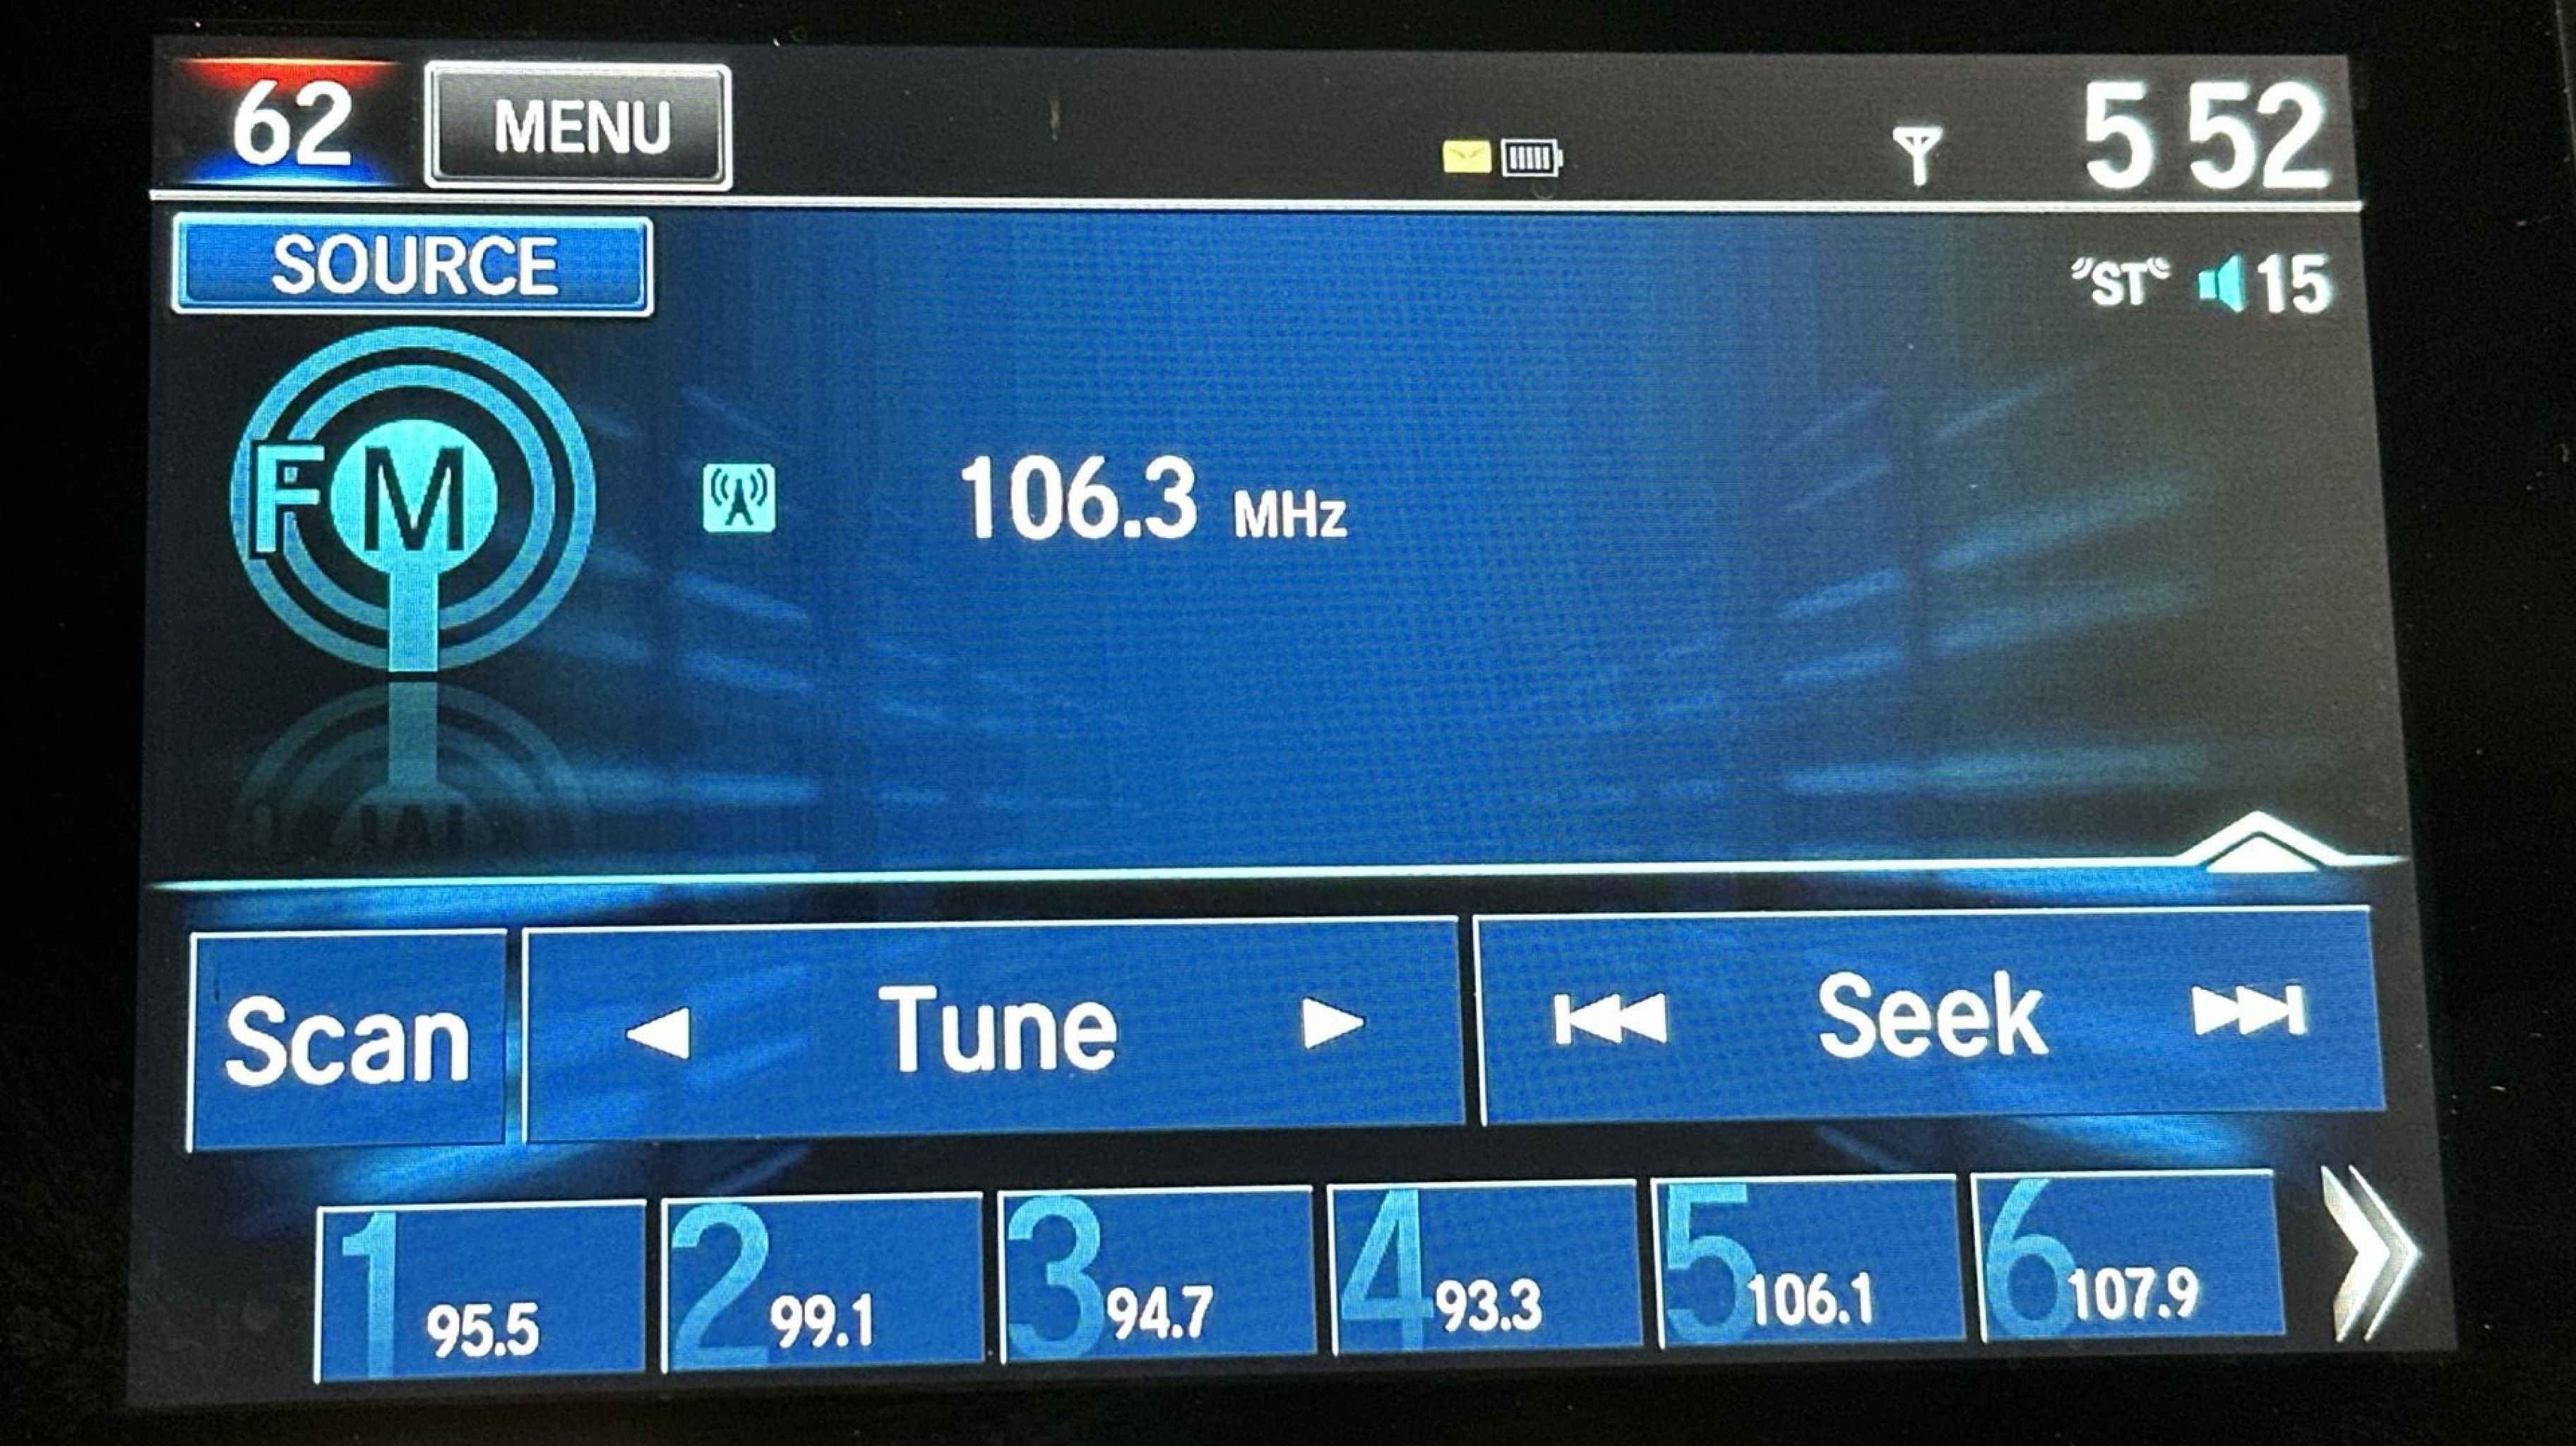 62 MENU 5 52
SOURCE ST 15
FM 106.3 MHz
Scan Tune Seek
1 95.5 2 99.1 3 94.7 4 93.3 5 106.1 6 107.9